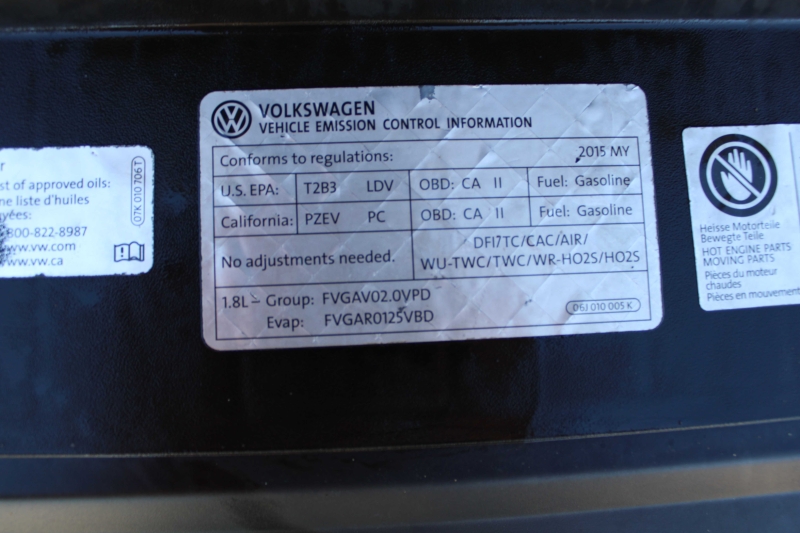 r
st of approved oils:
ne liste d'huiles
yées:
800-822-8987
www.vw.com
www.vw.ca
07K 010 706 T
VOLKSWAGEN
VEHICLE EMISSION CONTROL INFORMATION
Conforms to regulations: 2015 MY
U.S. EPA: T2B3 LDV OBD: CA II Fuel: Gasoline
California: PZEV PC OBD: CA II Fuel: Gasoline
No adjustments needed. DFI/TC/CAC/AIR/
WU-TWC/TWC/WR-HO2S/HO2S
1.8L – Group: FVGAV02.0VPD
Evap: FVGAR0125VBD
06J 010 005 K
Heisse Motorteile
Bewegte Teile
HOT ENGINE PARTS
MOVING PARTS
Pièces du moteur
chaudes
Pièces en mouvement